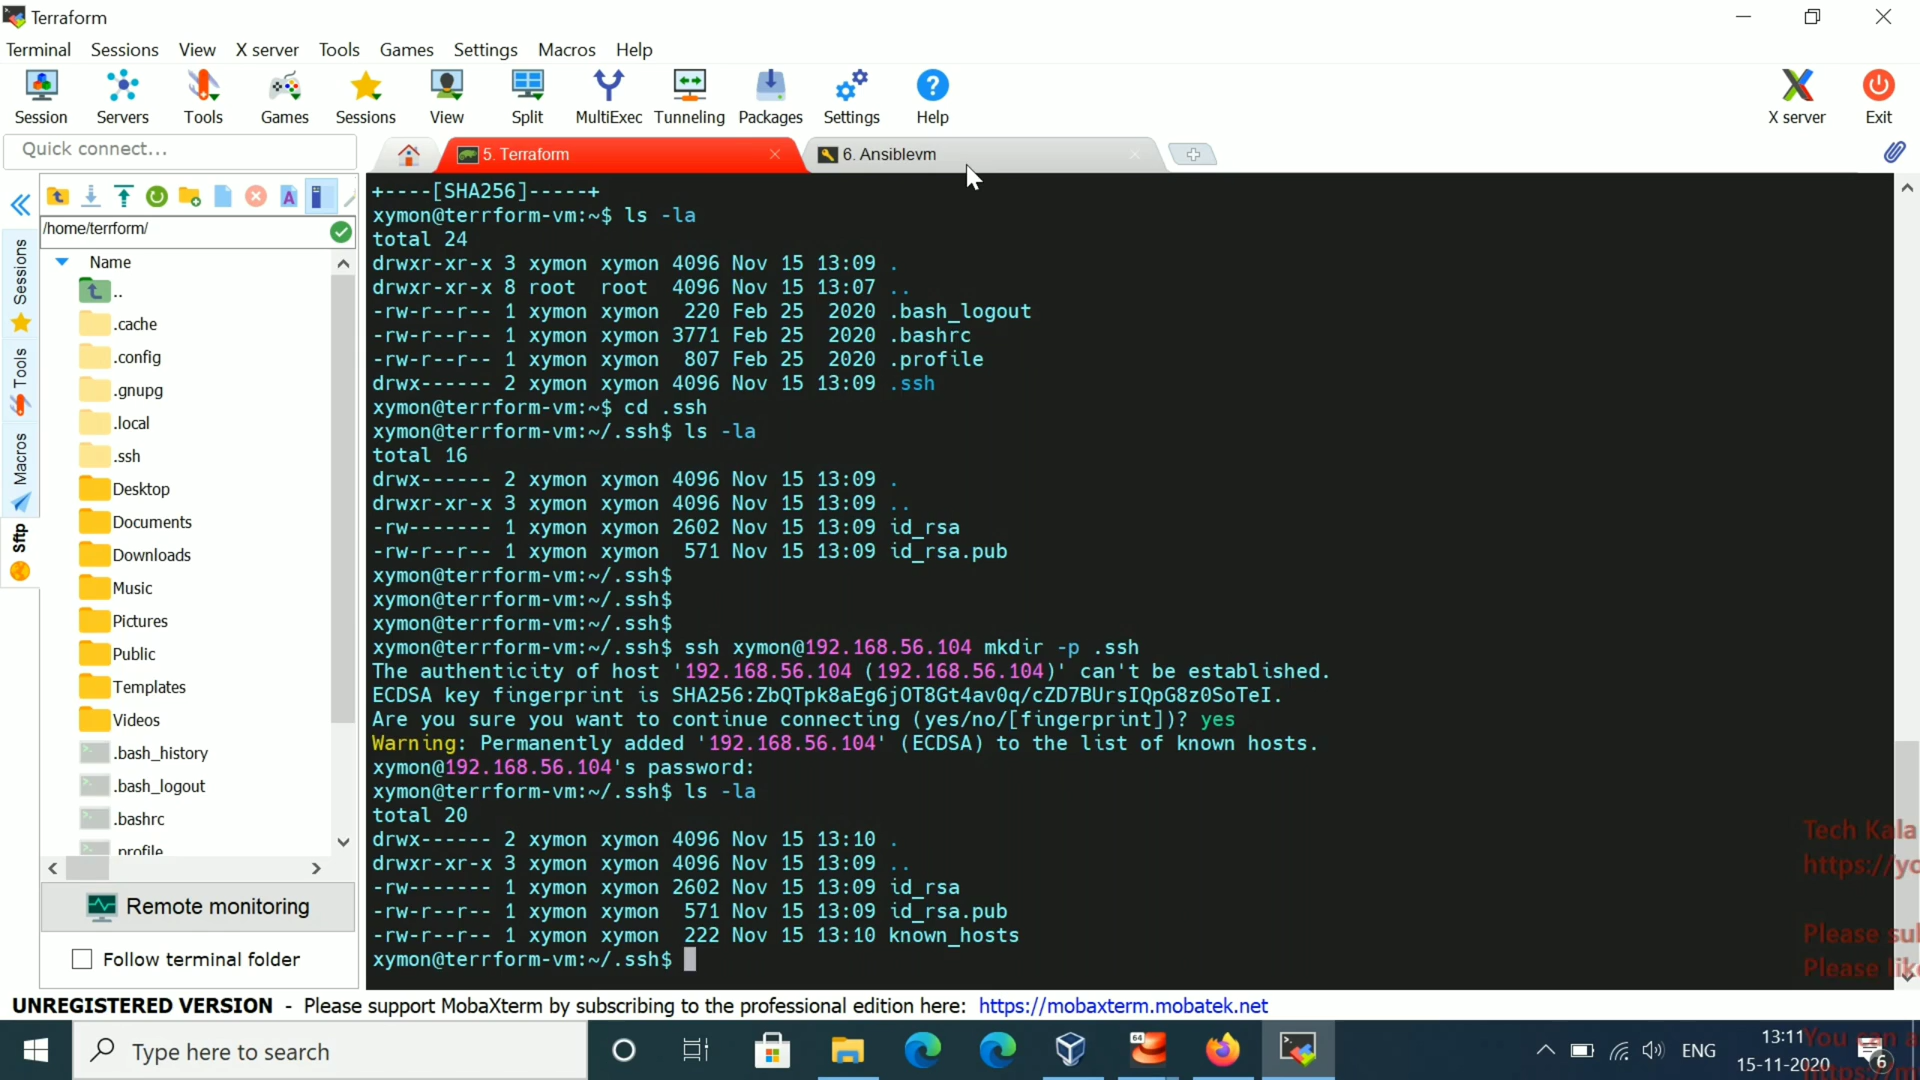 Terraform
Terminal Sessions View X server Tools Games Settings Macros Help
Session Servers Tools Games Sessions View Split MultiExec Tunneling Packages Settings Help X server Exit
Quick connect...
5. Terraform
6. Ansiblevm
/home/terrform/
Name
..
.cache
.config
.gnupg
.local
.ssh
Desktop
Documents
Downloads
Music
Pictures
Public
Templates
Videos
.bash_history
.bash_logout
.bashrc
.profile
Sessions
Tools
Macros
Sftp
Remote monitoring
Follow terminal folder
+----[SHA256]-----+
xymon@terrform-vm:~$ ls -la
total 24
drwxr-xr-x 3 xymon xymon 4096 Nov 15 13:09 .
drwxr-xr-x 8 root  root  4096 Nov 15 13:07 ..
-rw-r--r-- 1 xymon xymon  220 Feb 25  2020 .bash_logout
-rw-r--r-- 1 xymon xymon 3771 Feb 25  2020 .bashrc
-rw-r--r-- 1 xymon xymon  807 Feb 25  2020 .profile
drwx------ 2 xymon xymon 4096 Nov 15 13:09 .ssh
xymon@terrform-vm:~$ cd .ssh
xymon@terrform-vm:~/.ssh$ ls -la
total 16
drwx------ 2 xymon xymon 4096 Nov 15 13:09 .
drwxr-xr-x 3 xymon xymon 4096 Nov 15 13:09 ..
-rw------- 1 xymon xymon 2602 Nov 15 13:09 id_rsa
-rw-r--r-- 1 xymon xymon  571 Nov 15 13:09 id_rsa.pub
xymon@terrform-vm:~/.ssh$
xymon@terrform-vm:~/.ssh$
xymon@terrform-vm:~/.ssh$
xymon@terrform-vm:~/.ssh$ ssh xymon@192.168.56.104 mkdir -p .ssh
The authenticity of host '192.168.56.104 (192.168.56.104)' can't be established.
ECDSA key fingerprint is SHA256:ZbQTpk8aEg6jOT8Gt4av0q/cZD7BUrsIQpG8z0SoTeI.
Are you sure you want to continue connecting (yes/no/[fingerprint])? yes
Warning: Permanently added '192.168.56.104' (ECDSA) to the list of known hosts.
xymon@192.168.56.104's password:
xymon@terrform-vm:~/.ssh$ ls -la
total 20
drwx------ 2 xymon xymon 4096 Nov 15 13:10 .
drwxr-xr-x 3 xymon xymon 4096 Nov 15 13:09 ..
-rw------- 1 xymon xymon 2602 Nov 15 13:09 id_rsa
-rw-r--r-- 1 xymon xymon  571 Nov 15 13:09 id_rsa.pub
-rw-r--r-- 1 xymon xymon  222 Nov 15 13:10 known_hosts
xymon@terrform-vm:~/.ssh$
Tech Kala
https://yo
Please sub
Please like
UNREGISTERED VERSION - Please support MobaXterm by subscribing to the professional edition here: https://mobaxterm.mobatek.net
Type here to search
64
ENG
13:11
15-11-2020
6
You can a
https://m